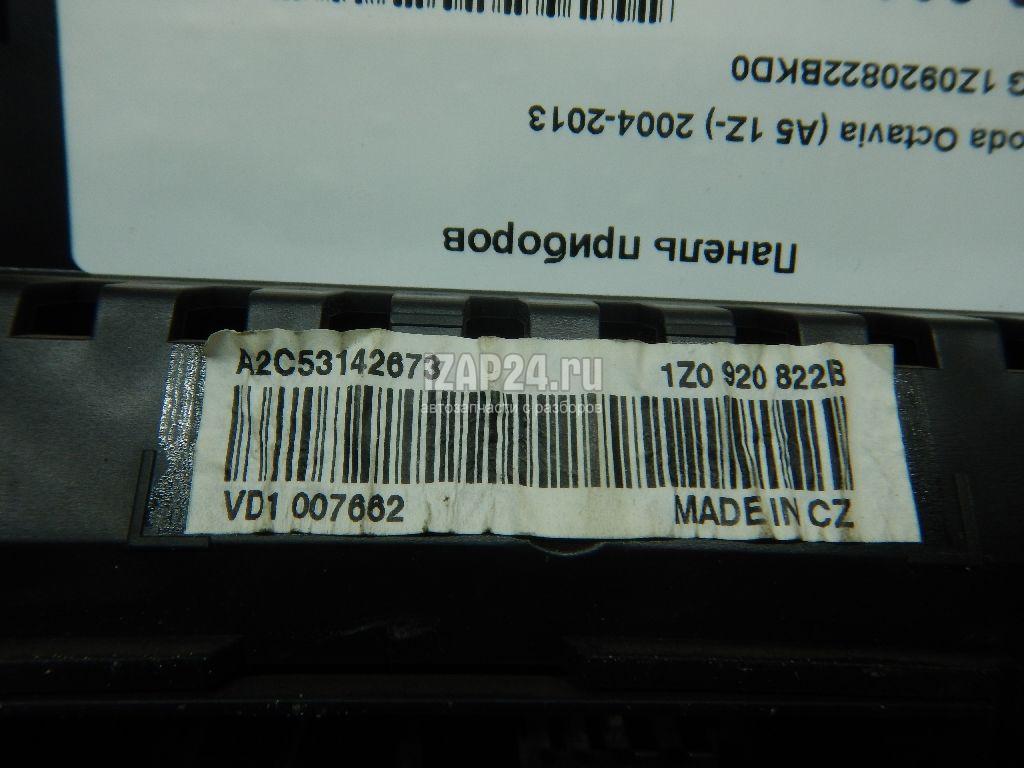 Панель приборов
oda Octavia (A5 1Z-) 2004-2013
1Z0920822BKD0
A2C53142673
1Z0 920 822B
IZAP24.ru
автозапчасти с разборов
VD1 007662
MADE IN CZ